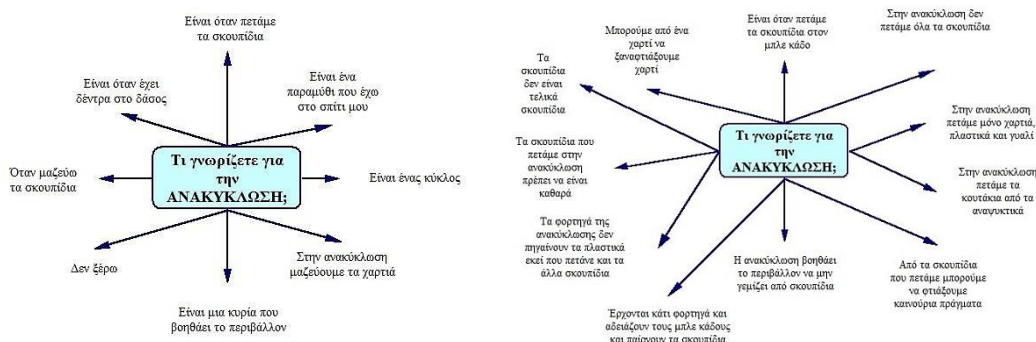 Είναι όταν πετάμε
τα σκουπίδια
Είναι όταν έχει
δέντρα στο δάσος
Είναι ένα
παραμύθι που έχω
στο σπίτι μου
Όταν μαζεύω
τα σκουπίδια
Τι γνωρίζετε για
την
ΑΝΑΚΥΚΛΩΣΗ;
Είναι ένας κύκλος
Δεν ξέρω
Στην ανακύκλωση
μαζεύουμε τα χαρτιά
Είναι μια κυρία που
βοηθάει το περιβάλλον
Τα
σκουπίδια
δεν είναι
τελικά
σκουπίδια
Μπορούμε από ένα
χαρτί να
ξαναφτιάξουμε
χαρτί
Είναι όταν πετάμε
τα σκουπίδια στον
μπλε κάδο
Στην ανακύκλωση δεν
πετάμε όλα τα σκουπίδια
Τα σκουπίδια που
πετάμε στην
ανακύκλωση
πρέπει να είναι
καθαρά
Τι γνωρίζετε για
την
ΑΝΑΚΥΚΛΩΣΗ;
Στην ανακύκλωση
πετάμε μόνο χαρτιά,
πλαστικά και γυαλί
Στην ανακύκλωση
πετάμε τα
κουτάκια από τα
αναψυκτικά
Τα φορτηγά της
ανακύκλωσης δεν
πηγαίνουν τα πλαστικά
εκεί που πετάνε και τα
άλλα σκουπίδια
Η ανακύκλωση βοηθάει
το περιβάλλον να μην
γεμίζει από σκουπίδια
Από τα σκουπίδια
που πετάμε μπορούμε
να φτιάξουμε
καινούρια πράγματα
Έρχονται κάτι φορτηγά και
αδειάζουν τους μπλε κάδους
και παίρνουν τα σκουπίδια